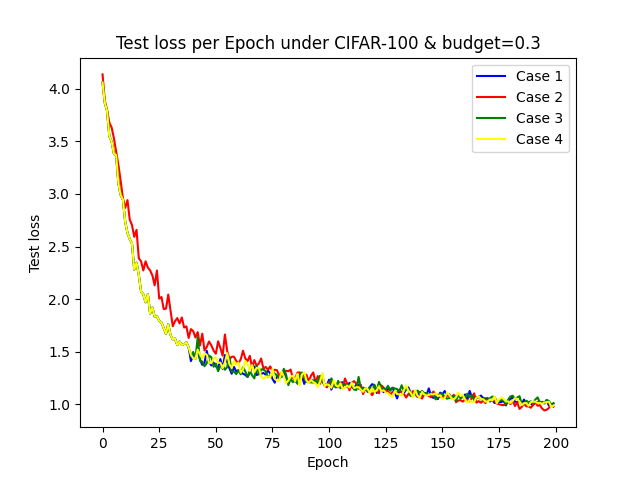 Test loss per Epoch under CIFAR-100 & budget=0.3
Case 1
Case 2
Case 3
Case 4
Test loss
4.0
3.5
3.0
2.5
2.0
1.5
1.0
0 25 50 75 100 125 150 175 200
Epoch